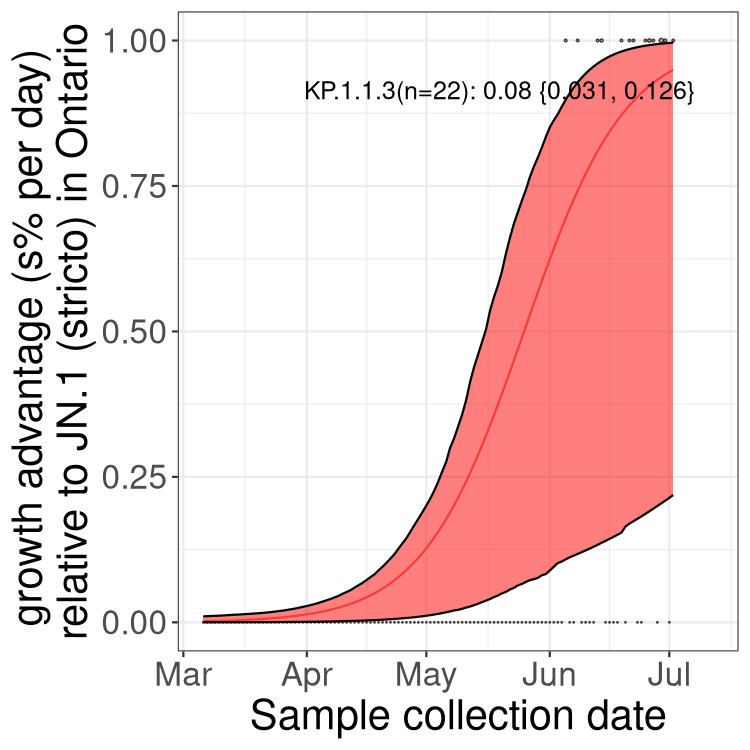 growth advantage (s% per day)
relative to JN.1 (stricto) in Ontario
1.00
0.75
0.50
0.25
0.00
KP.1.1.3(n=22): 0.08 {0.031, 0.126}
Mar Apr May Jun Jul
Sample collection date